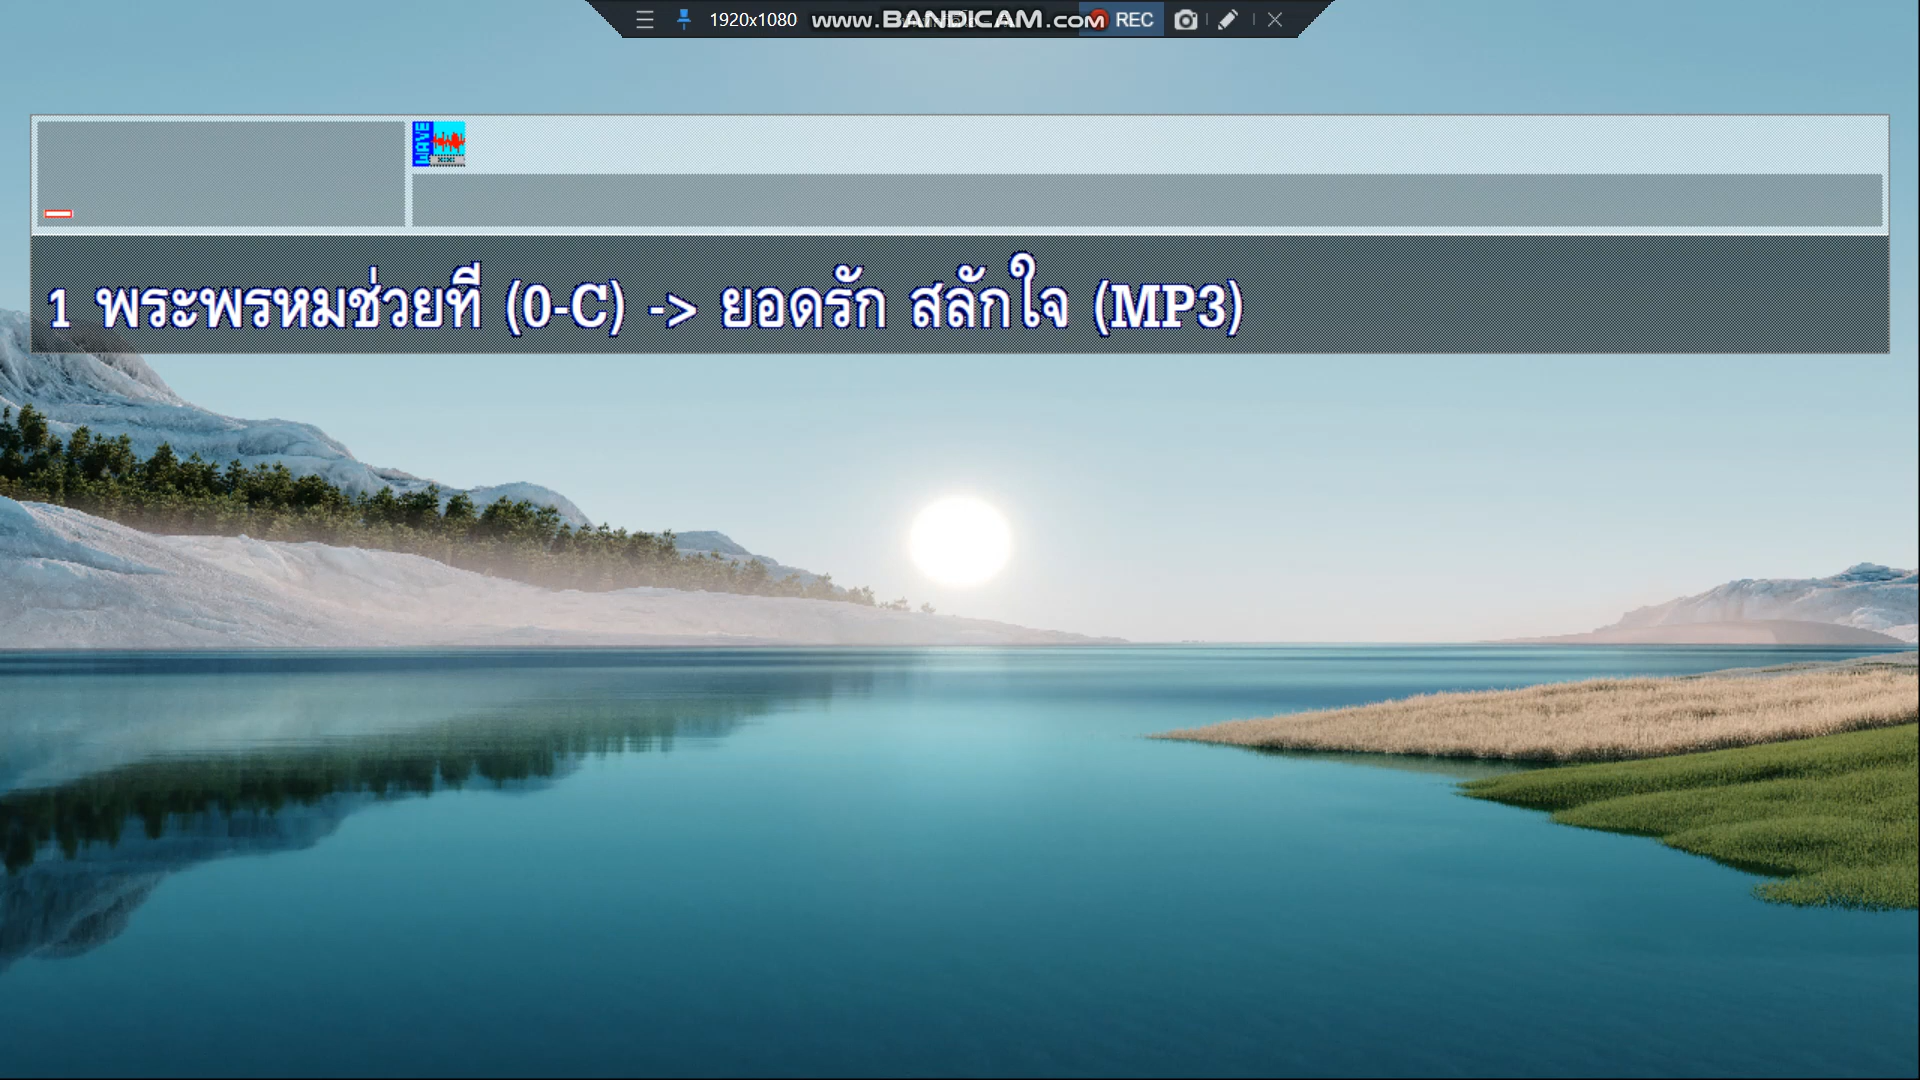 1920x1080 www.BANDICAM.com REC
WAVE
1 พระพรหมช่วยที (0-C) -> ยอดรัก สลักใจ (MP3)